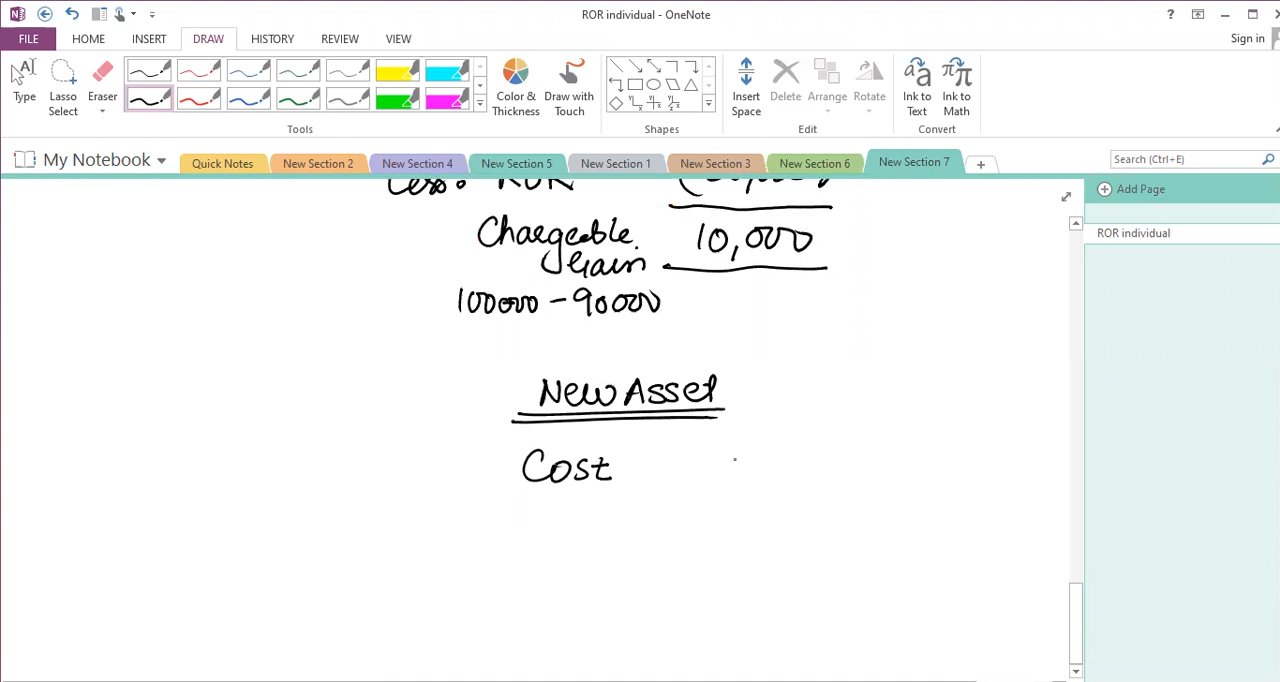 ROR individual - OneNote
?
Sign in
FILE HOME INSERT DRAW HISTORY REVIEW VIEW
Type Lasso Select Eraser Color & Thickness Draw with Touch Insert Space Delete Arrange Rotate Ink to Text Ink to Math
Tools Shapes Edit Convert
My Notebook Quick Notes New Section 2 New Section 4 New Section 5 New Section 1 New Section 3 New Section 6 New Section 7 Search (Ctrl+E)
Add Page
ROR individual
Less: ROR
Chargeable 10,000
Gain
100000 - 90000
New Asset
Cost